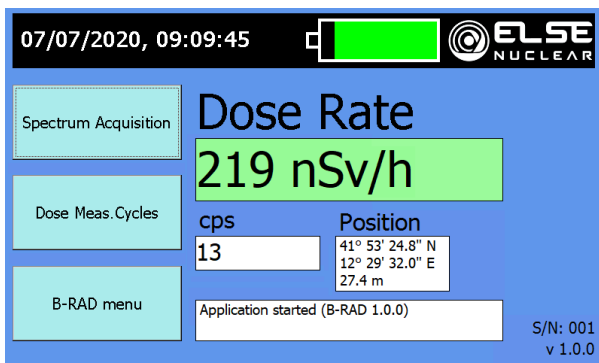 07/07/2020, 09:09:45
ELSE
NUCLEAR
Spectrum Acquisition
Dose Rate
219 nSv/h
Dose Meas.Cycles
cps
Position
13
41° 53' 24.8" N
12° 29' 32.0" E
27.4 m
B-RAD menu
Application started (B-RAD 1.0.0)
S/N: 001
v 1.0.0